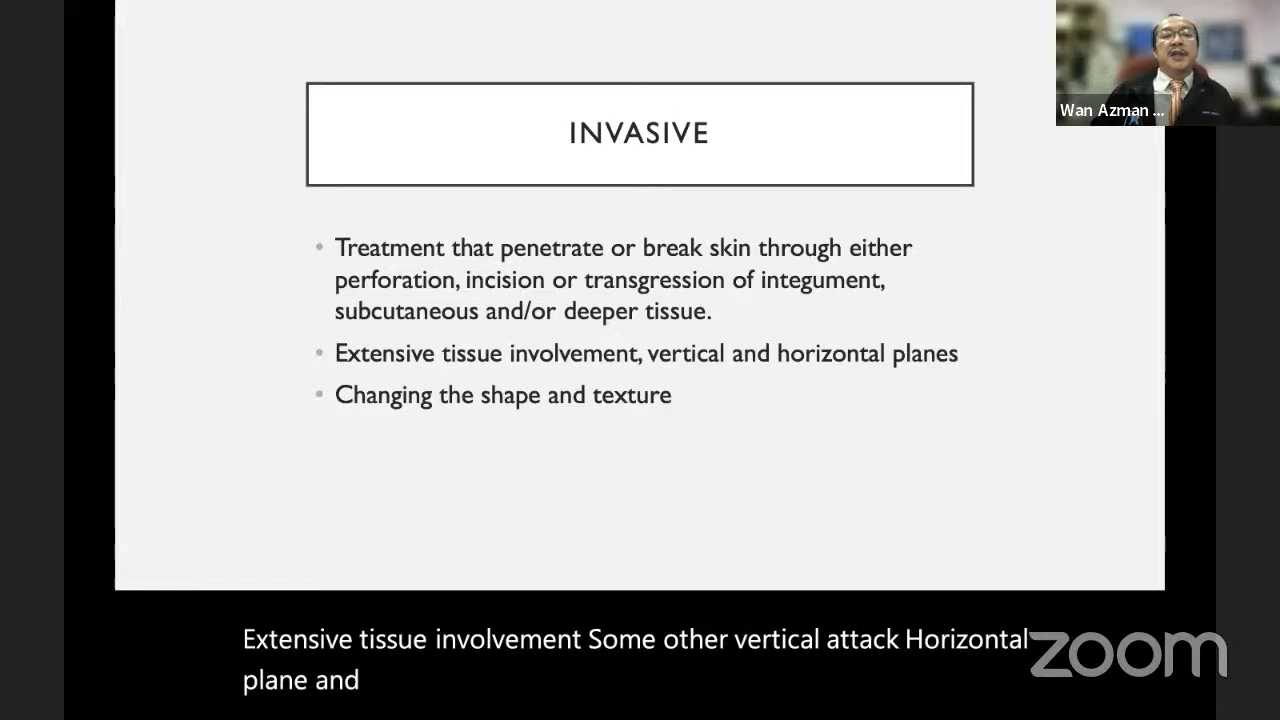 INVASIVE
Wan Azman ...
• Treatment that penetrate or break skin through either
perforation, incision or transgression of integument,
subcutaneous and/or deeper tissue.
• Extensive tissue involvement, vertical and horizontal planes
• Changing the shape and texture
Extensive tissue involvement Some other vertical attack Horizontal
plane and
zoom